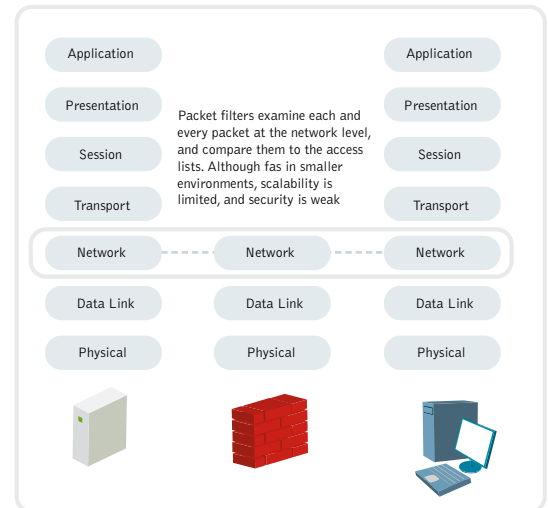 Application
Application
Presentation
Presentation
Packet filters examine each and
every packet at the network level,
and compare them to the access
lists. Although fas in smaller
environments, scalability is
limited, and security is weak
Session
Session
Transport
Transport
Network
Network
Network
Data Link
Data Link
Data Link
Physical
Physical
Physical